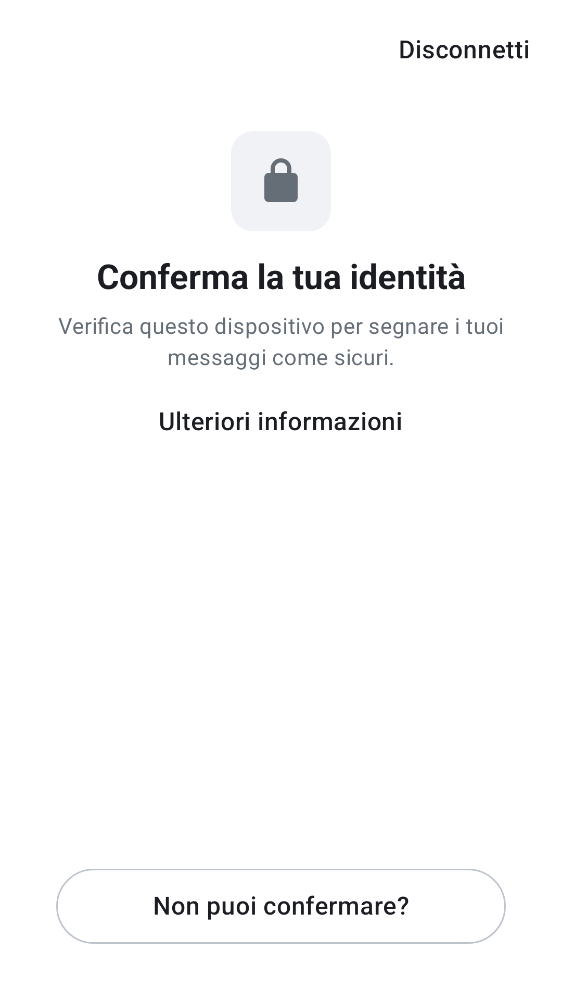 Disconnetti
Conferma la tua identità
Verifica questo dispositivo per segnare i tuoi
messaggi come sicuri.
Ulteriori informazioni
Non puoi confermare?